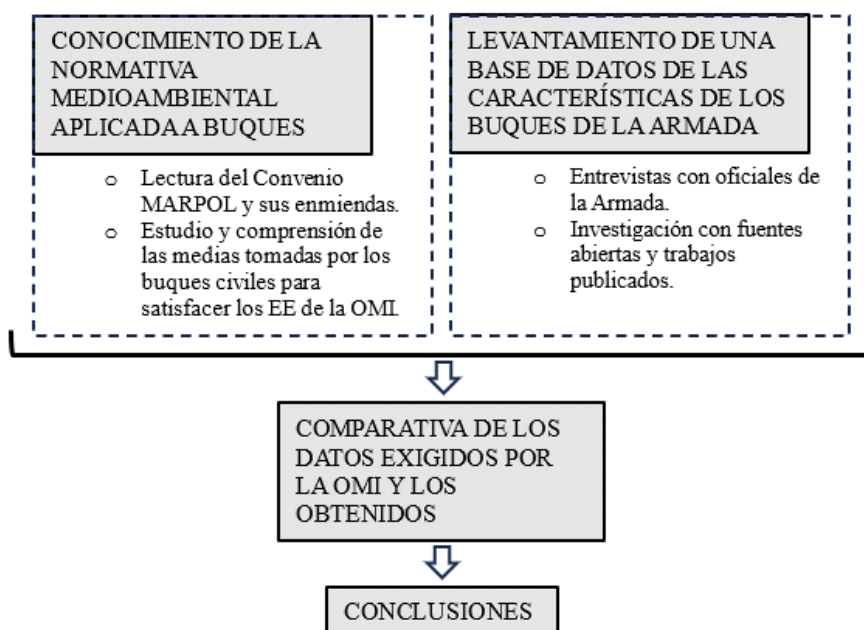 CONOCIMIENTO DE LA
NORMATIVA
MEDIOAMBIENTAL
APLICADA A BUQUES
o Lectura del Convenio
MARPOL y sus enmiendas.
o Estudio y comprensión de
las medias tomadas por los
buques civiles para
satisfacer los EE de la OMI.
LEVANTAMIENTO DE UNA
BASE DE DATOS DE LAS
CARACTERÍSTICAS DE LOS
BUQUES DE LA ARMADA
o Entrevistas con oficiales de
la Armada.
o Investigación con fuentes
abiertas y trabajos
publicados.
COMPARATIVA DE LOS
DATOS EXIGIDOS POR
LA OMI Y LOS
OBTENIDOS
CONCLUSIONES